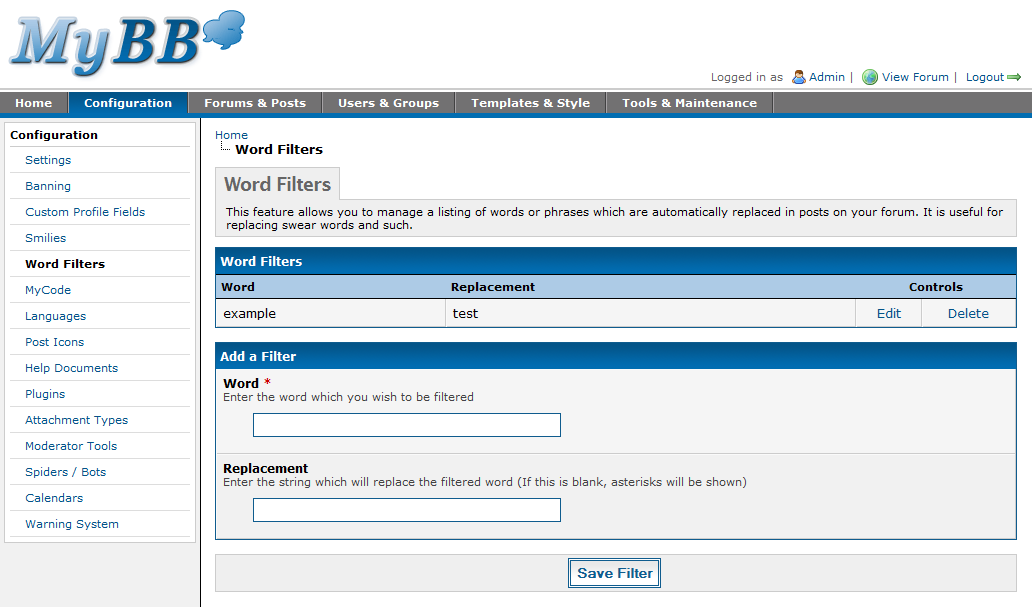 MyBB
Logged in as Admin | View Forum | Logout
Home Configuration Forums & Posts Users & Groups Templates & Style Tools & Maintenance
Configuration
Settings
Banning
Custom Profile Fields
Smilies
Word Filters
MyCode
Languages
Post Icons
Help Documents
Plugins
Attachment Types
Moderator Tools
Spiders / Bots
Calendars
Warning System
Home
Word Filters
Word Filters
This feature allows you to manage a listing of words or phrases which are automatically replaced in posts on your forum. It is useful for
replacing swear words and such.
Word Filters
Word Replacement Controls
example test Edit Delete
Add a Filter
Word *
Enter the word which you wish to be filtered
Replacement
Enter the string which will replace the filtered word (If this is blank, asterisks will be shown)
Save Filter